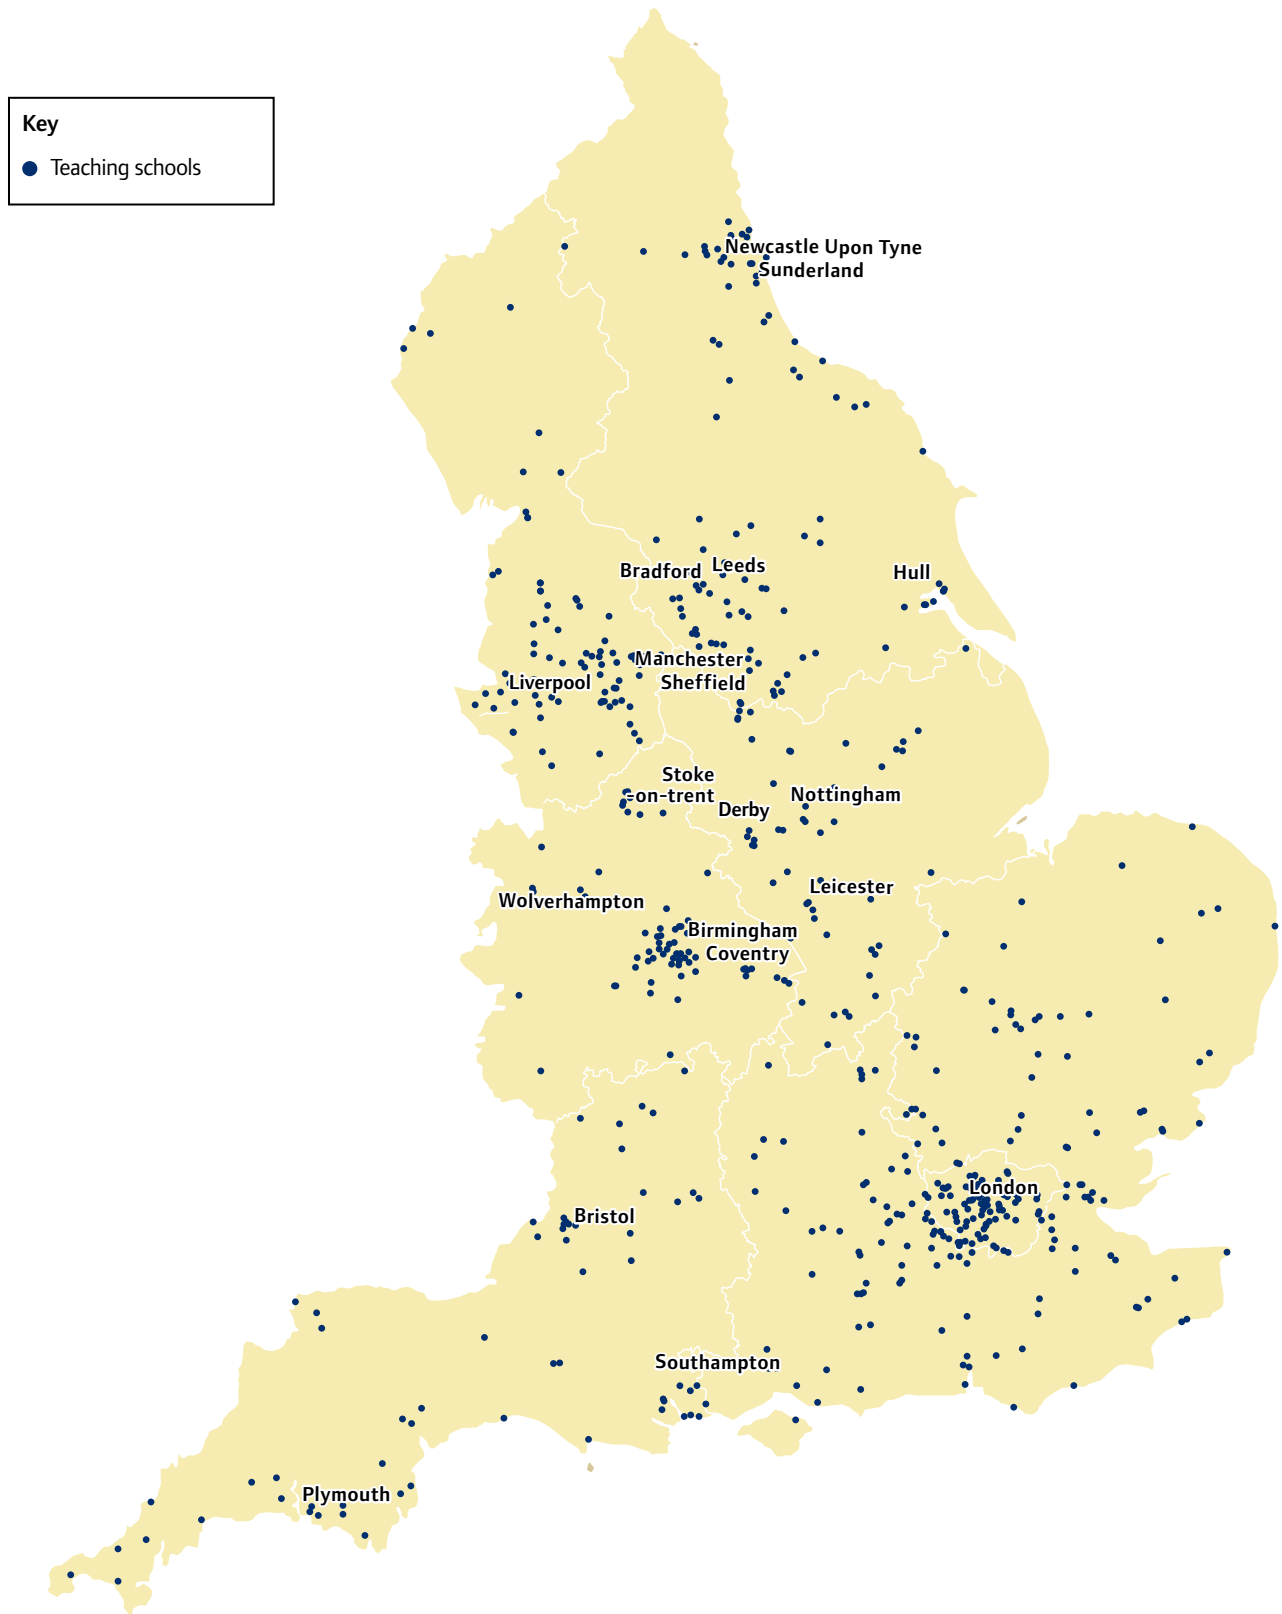 Key
Teaching schools
Newcastle Upon Tyne
Sunderland
Bradford
Leeds
Hull
Manchester
Liverpool
Sheffield
Stoke
-on-trent
Derby
Nottingham
Wolverhampton
Leicester
Birmingham
Coventry
London
Bristol
Southampton
Plymouth